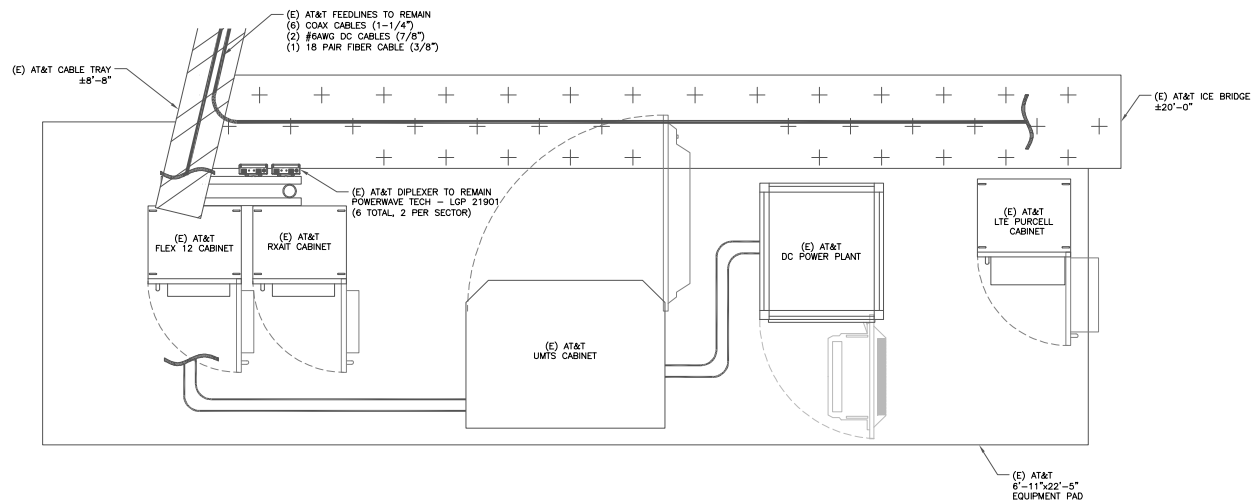 (E) AT&T FEEDLINES TO REMAIN
(6) COAX CABLES (1-1/4")
(2) #6AWG DC CABLES (7/8")
(1) 18 PAIR FIBER CABLE (3/8")
(E) AT&T CABLE TRAY
±8'-8"
(E) AT&T ICE BRIDGE
±20'-0"
(E) AT&T DIPLEXER TO REMAIN
POWERWAVE TECH - LGP 21901
(6 TOTAL, 2 PER SECTOR)
(E) AT&T
FLEX 12 CABINET
(E) AT&T
RXAIT CABINET
(E) AT&T
DC POWER PLANT
(E) AT&T
LTE PURCELL
CABINET
(E) AT&T
UMTS CABINET
(E) AT&T
6'-11"x22'-5"
EQUIPMENT PAD